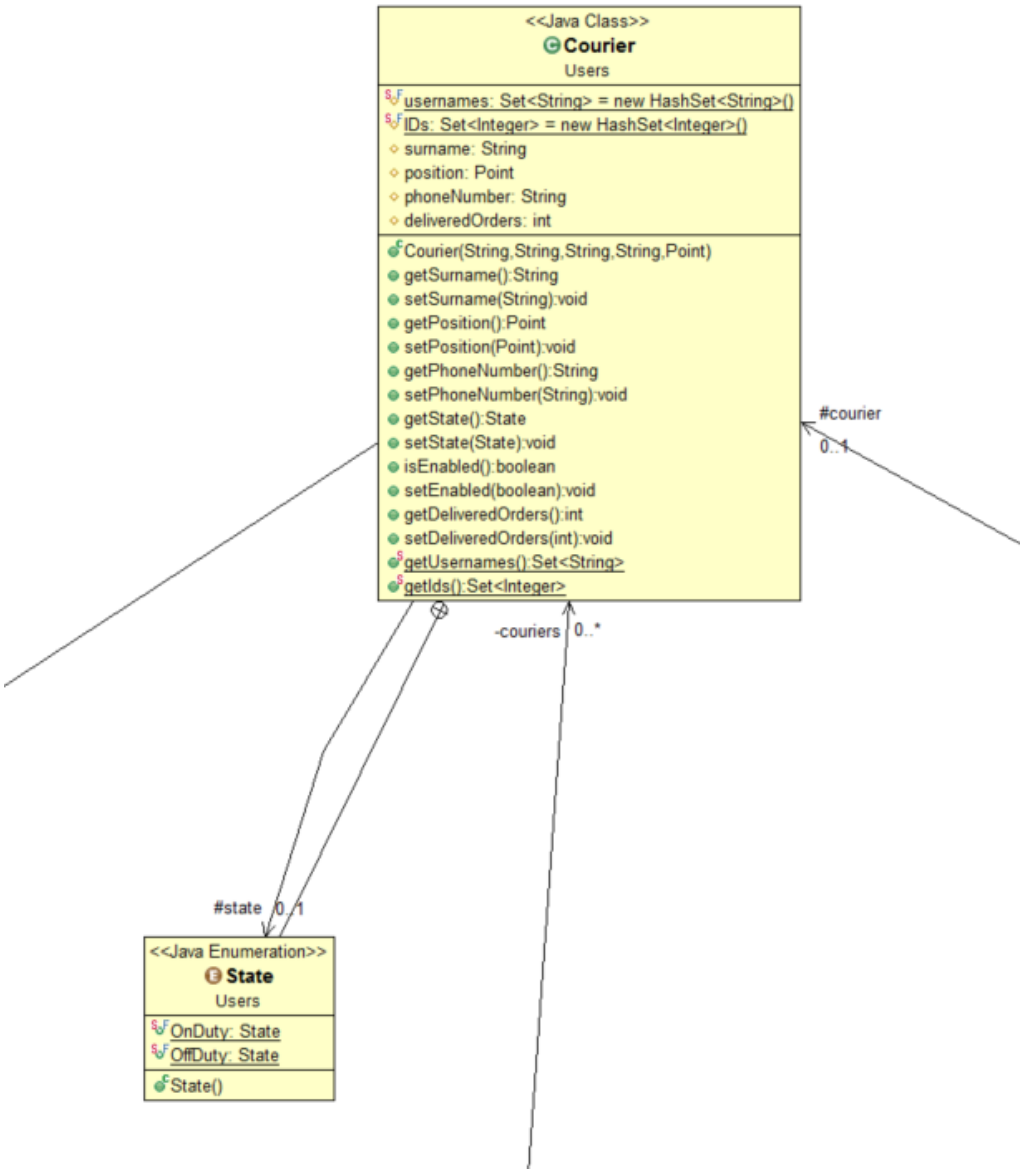 <<Java Class>>
C Courier
Users
S F usernames: Set<String> = new HashSet<String>()
S F IDs: Set<Integer> = new HashSet<Integer>()
surname: String
position: Point
phoneNumber: String
deliveredOrders: int
C Courier(String,String,String,String,Point)
getSurname():String
setSurname(String):void
getPosition():Point
setPosition(Point):void
getPhoneNumber():String
setPhoneNumber(String):void
getState():State
setState(State):void
isEnabled():boolean
setEnabled(boolean):void
getDeliveredOrders():int
setDeliveredOrders(int):void
S getUsernames():Set<String>
S getIds():Set<Integer>
#courier
0..1
-couriers 0..*
#state 0..1
<<Java Enumeration>>
E State
Users
S F OnDuty: State
S F OffDuty: State
C State()